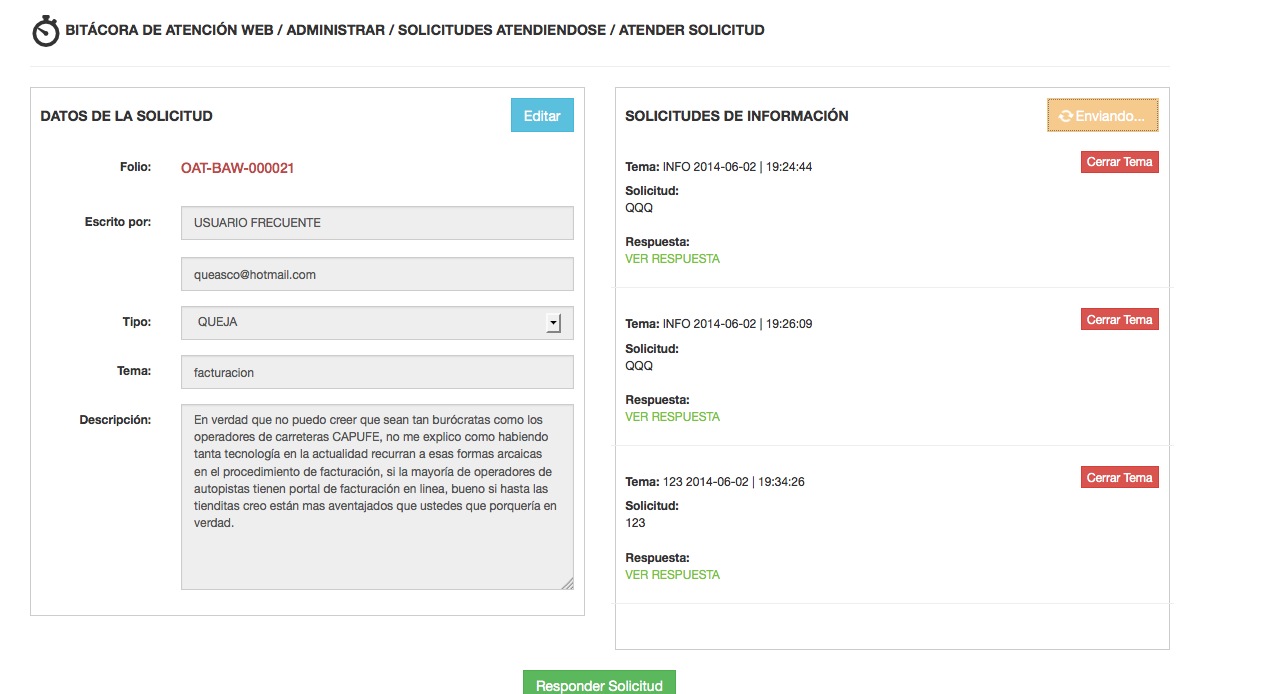 BITÁCORA DE ATENCIÓN WEB / ADMINISTRAR / SOLICITUDES ATENDIENDOSE / ATENDER SOLICITUD
DATOS DE LA SOLICITUD
Editar
Folio:
OAT-BAW-000021
Escrito por:
USUARIO FRECUENTE
queasco@hotmail.com
Tipo:
QUEJA
Tema:
facturacion
Descripción:
En verdad que no puedo creer que sean tan burócratas como los
operadores de carreteras CAPUFE, no me explico como habiendo
tanta tecnología en la actualidad recurran a esas formas arcaicas
en el procedimiento de facturación, si la mayoría de operadores de
autopistas tienen portal de facturación en linea, bueno si hasta las
tienditas creo están mas aventajados que ustedes que porquería en
verdad.
SOLICITUDES DE INFORMACIÓN
Enviando...
Tema: INFO 2014-06-02 | 19:24:44
Cerrar Tema
Solicitud:
QQQ
Respuesta:
VER RESPUESTA
Tema: INFO 2014-06-02 | 19:26:09
Cerrar Tema
Solicitud:
QQQ
Respuesta:
VER RESPUESTA
Tema: 123 2014-06-02 | 19:34:26
Cerrar Tema
Solicitud:
123
Respuesta:
VER RESPUESTA
Responder Solicitud